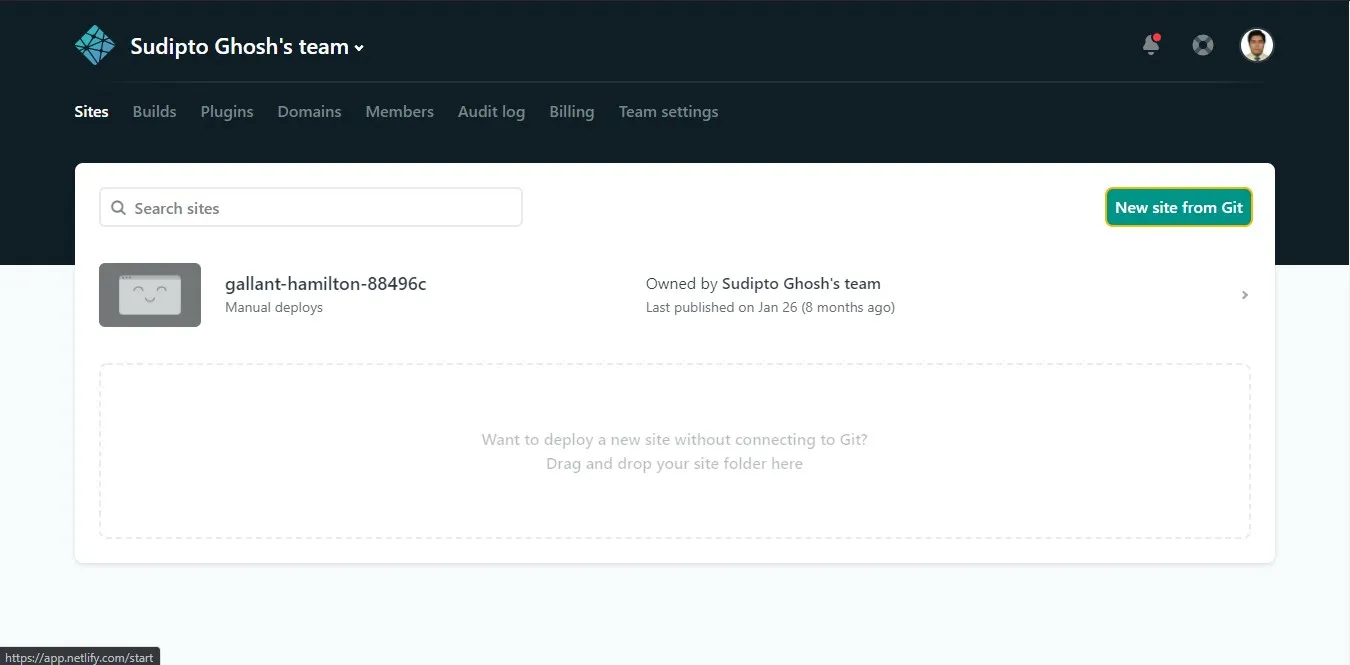 Sudipto Ghosh's team
Sites Builds Plugins Domains Members Audit log Billing Team settings
Search sites
New site from Git
gallant-hamilton-88496c
Manual deploys
Owned by Sudipto Ghosh's team
Last published on Jan 26 (8 months ago)
Want to deploy a new site without connecting to Git?
Drag and drop your site folder here
https://app.netlify.com/start